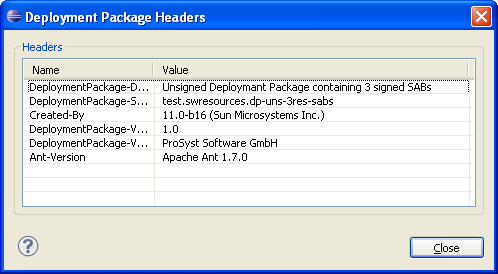 Deployment Package Headers
Headers
Name Value
DeploymentPackage-D... Unsigned Deploymant Package containing 3 signed SABs
DeploymentPackage-S... test.swresources.dp-uns-3res-sabs
Created-By 11.0-b16 (Sun Microsystems Inc.)
DeploymentPackage-V... 1.0
DeploymentPackage-V... ProSyst Software GmbH
Ant-Version Apache Ant 1.7.0
?
Close